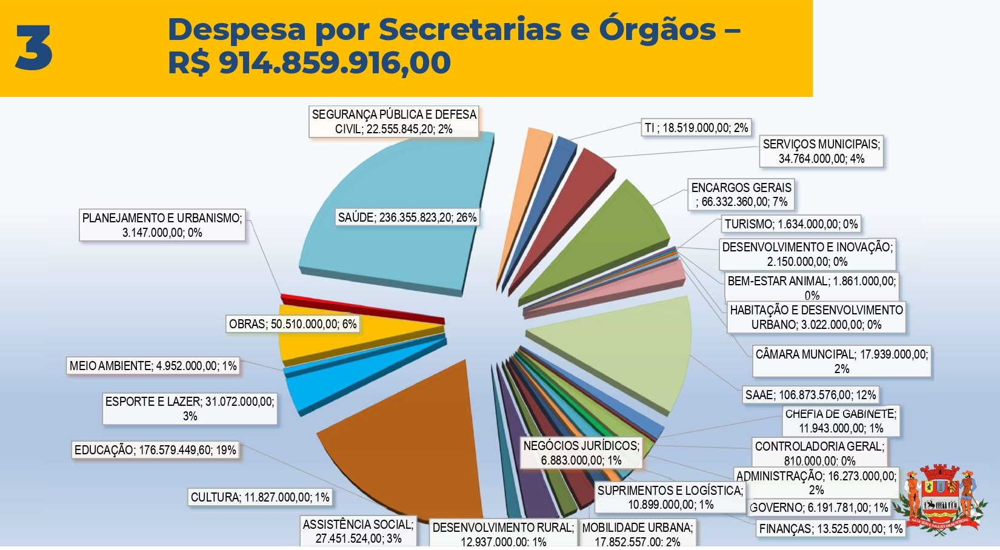 3
Despesa por Secretarias e Órgãos –
R$ 914.859.916,00
SEGURANÇA PÚBLICA E DEFESA
CIVIL; 22.555.845,20; 2%
TI ; 18.519.000,00; 2%
SERVIÇOS MUNICIPAIS;
34.764.000,00; 4%
ENCARGOS GERAIS
; 66.332.360,00; 7%
SAÚDE; 236.355.823,20; 26%
PLANEJAMENTO E URBANISMO;
3.147.000,00; 0%
TURISMO; 1.634.000,00; 0%
DESENVOLVIMENTO E INOVAÇÃO;
2.150.000,00; 0%
BEM-ESTAR ANIMAL; 1.861.000,00;
0%
HABITAÇÃO E DESENVOLVIMENTO
URBANO; 3.022.000,00; 0%
OBRAS; 50.510.000,00; 6%
CÂMARA MUNCIPAL; 17.939.000,00;
2%
MEIO AMBIENTE; 4.952.000,00; 1%
SAAE; 106.873.576,00; 12%
ESPORTE E LAZER; 31.072.000,00;
3%
CHEFIA DE GABINETE;
11.943.000,00; 1%
EDUCAÇÃO; 176.579.449,60; 19%
NEGÓCIOS JURÍDICOS;
6.883.000,00; 1%
CONTROLADORIA GERAL;
810.000,00; 0%
ADMINISTRAÇÃO; 16.273.000,00;
2%
CULTURA; 11.827.000,00; 1%
SUPRIMENTOS E LOGÍSTICA;
10.899.000,00; 1%
GOVERNO; 6.191.781,00; 1%
ASSISTÊNCIA SOCIAL;
27.451.524,00; 3%
DESENVOLVIMENTO RURAL;
12.937.000,00; 1%
MOBILIDADE URBANA;
17.852.557,00; 2%
FINANÇAS; 13.525.000,00; 1%